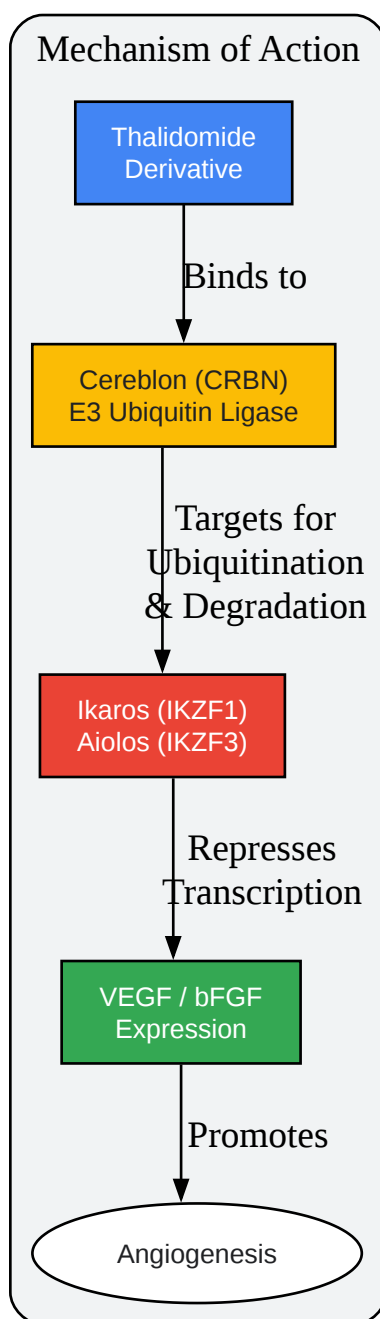 Mechanism of Action
Thalidomide
Derivative
Binds to
Cereblon (CRBN)
E3 Ubiquitin Ligase
Targets for
Ubiquitination
& Degradation
Ikaros (IKZF1)
Aiolos (IKZF3)
Represses
Transcription
VEGF / bFGF
Expression
Promotes
Angiogenesis